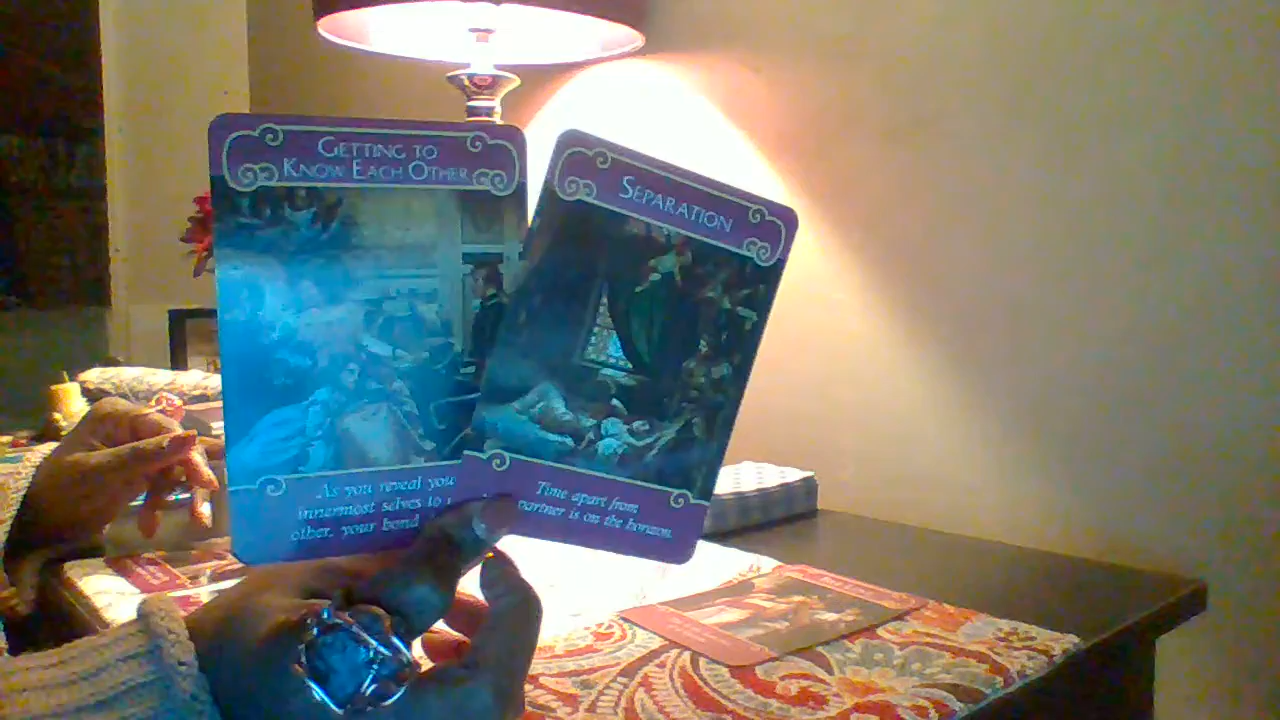 GETTING TO
KNOW EACH OTHER
As you reveal your
innermost selves to
other, your bond
SEPARATION
Time apart from
partner is on the horizon.